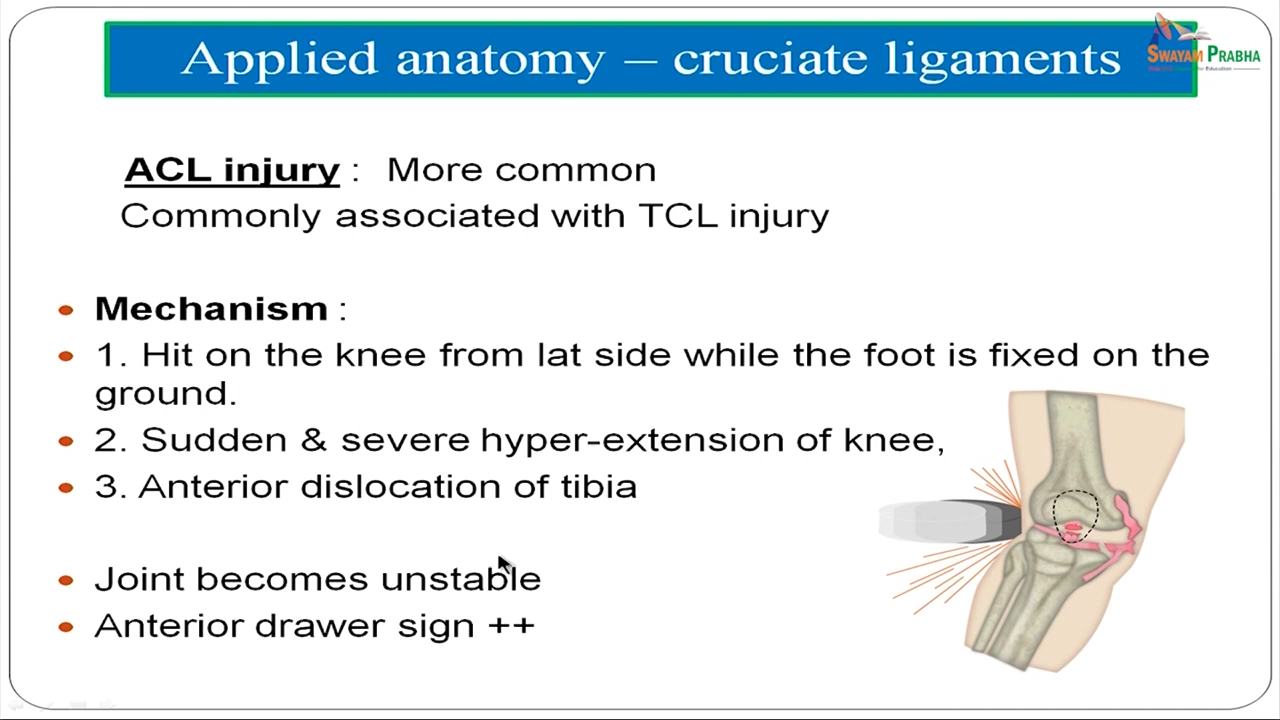 Applied anatomy – cruciate ligaments
SWAYAM PRABHA
ACL injury : More common
Commonly associated with TCL injury
• Mechanism :
• 1. Hit on the knee from lat side while the foot is fixed on the
ground.
• 2. Sudden & severe hyper-extension of knee,
• 3. Anterior dislocation of tibia
• Joint becomes unstable
• Anterior drawer sign ++